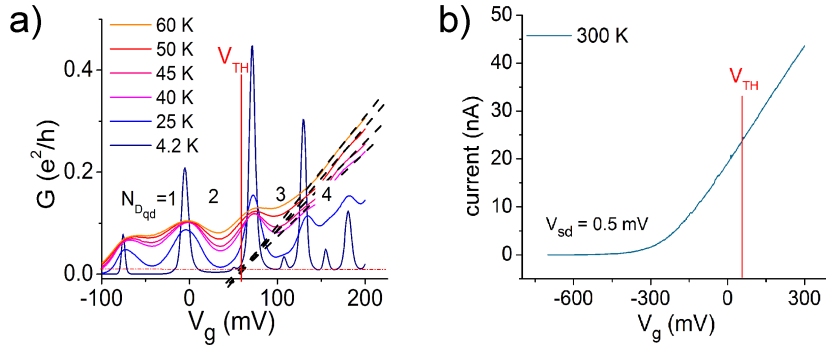 a)
60 K
50 K
45 K
40 K
25 K
4.2 K
V_TH
N_Dqd=1
2
3
4
G (e²/h)
0.4
0.2
0.0
-100
0
100
200
V_g (mV)
b)
300 K
V_TH
V_sd = 0.5 mV
current (nA)
50
40
30
20
10
0
-600
-300
0
300
V_g (mV)